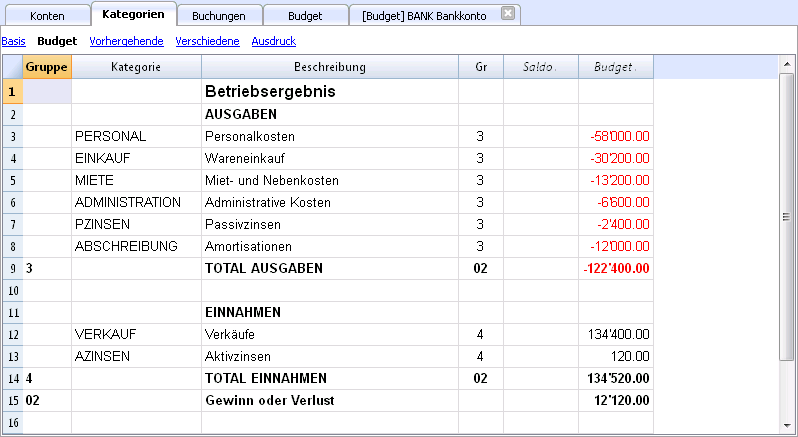 Konten Kategorien Buchungen Budget [Budget] BANK Bankkonto
Basis Budget Vorhergehende Verschiedene Ausdruck
Gruppe Kategorie Beschreibung Gr Saldo. Budget.
1 Betriebsergebnis
2 AUSGABEN
3 PERSONAL Personalkosten 3 -58'000.00
4 EINKAUF Wareneinkauf 3 -30'200.00
5 MIETE Miet- und Nebenkosten 3 -13'200.00
6 ADMINISTRATION Administrative Kosten 3 -6'600.00
7 PZINSEN Passivzinsen 3 -2'400.00
8 ABSCHREIBUNG Amortisationen 3 -12'000.00
9 3 TOTAL AUSGABEN 02 -122'400.00
10
11 EINNAHMEN
12 VERKAUF Verkäufe 4 134'400.00
13 AZINSEN Aktivzinsen 4 120.00
14 4 TOTAL EINNAHMEN 02 134'520.00
15 02 Gewinn oder Verlust 12'120.00
16